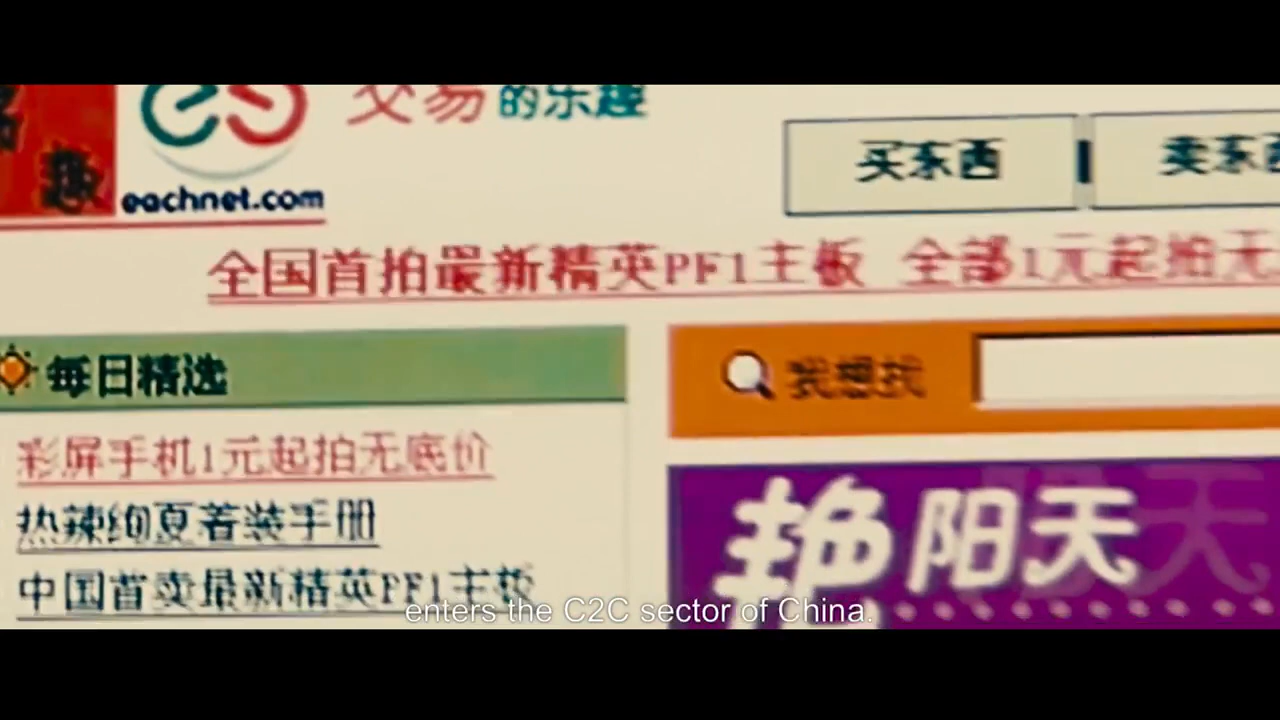 交易的乐趣
趣
eachnet.com
买东西
卖东西
全国首拍最新精英PF1主板 全部1元起拍无
每日精选
我想找
彩屏手机1元起拍无底价
热辣绚夏着装手册
中国首卖最新精英PF1主板
艳阳天
enters the C2C sector of China.